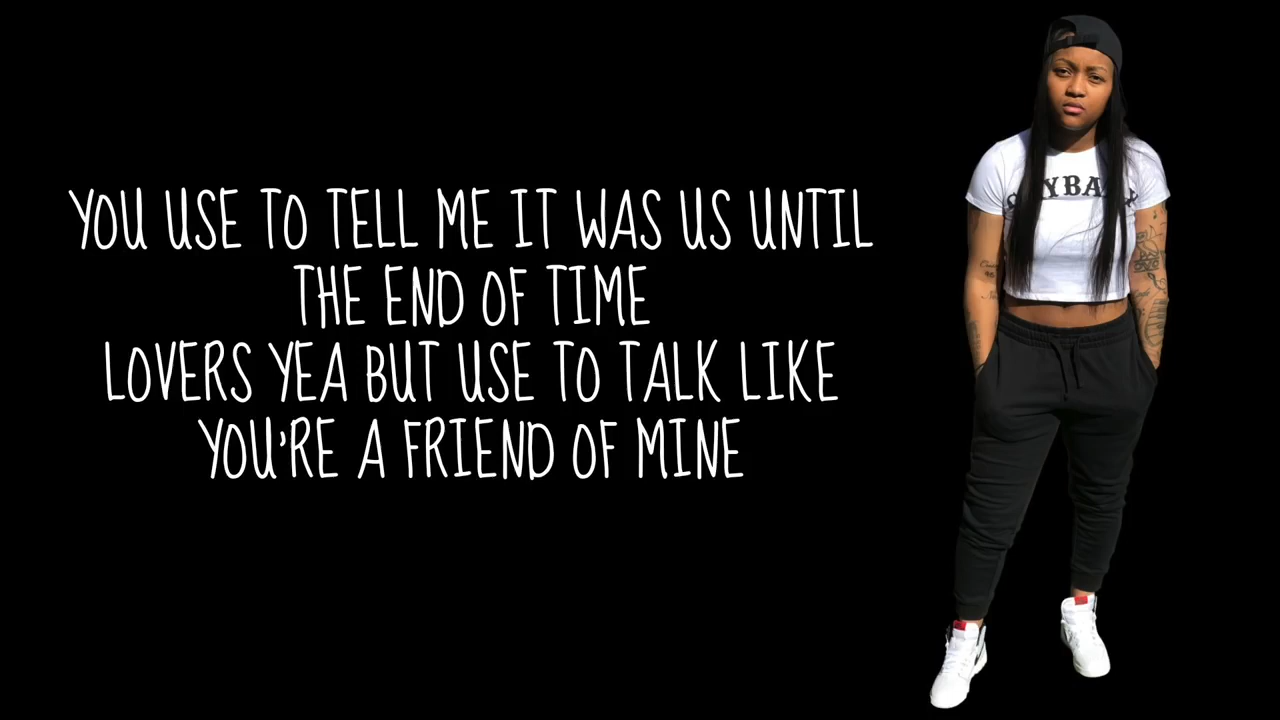 YOU USE TO TELL ME IT WAS US UNTIL
THE END OF TIME
LOVERS YEA BUT USE TO TALK LIKE
YOU'RE A FRIEND OF MINE